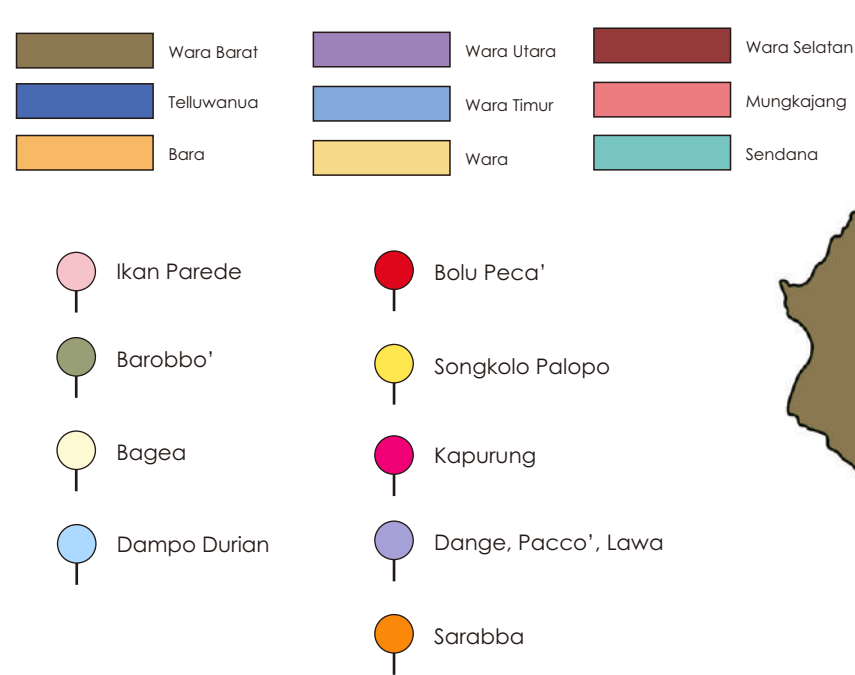 Wara Barat
Wara Utara
Wara Selatan
Telluwanua
Wara Timur
Mungkajang
Bara
Wara
Sendana
Ikan Parede
Bolu Peca’
Barobbo’
Songkolo Palopo
Bagea
Kapurung
Dampo Durian
Dange, Pacco’, Lawa
Sarabba